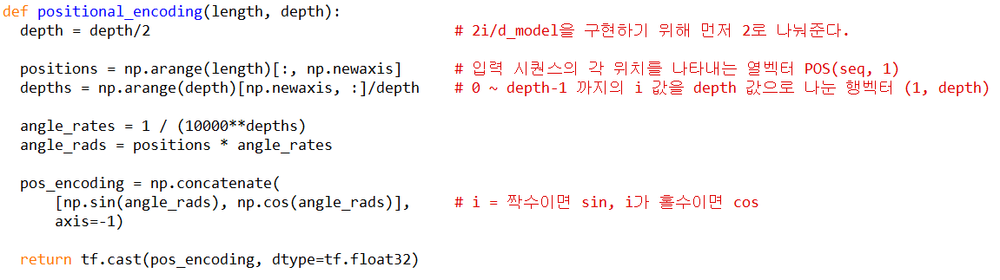 def positional_encoding(length, depth):
  depth = depth/2                                  # 2i/d_model을 구현하기 위해 먼저 2로 나눠준다.
  positions = np.arange(length)[:, np.newaxis]     # 입력 시퀀스의 각 위치를 나타내는 열벡터 POS(seq, 1)
  depths = np.arange(depth)[np.newaxis, :]/depth   # 0 ~ depth-1 까지의 i 값을 depth 값으로 나눈 행벡터 (1, depth)
  angle_rates = 1 / (10000**depths)
  angle_rads = positions * angle_rates
  pos_encoding = np.concatenate(
      [np.sin(angle_rads), np.cos(angle_rads)],    # i = 짝수이면 sin, i가 홀수이면 cos
      axis=-1)
  return tf.cast(pos_encoding, dtype=tf.float32)